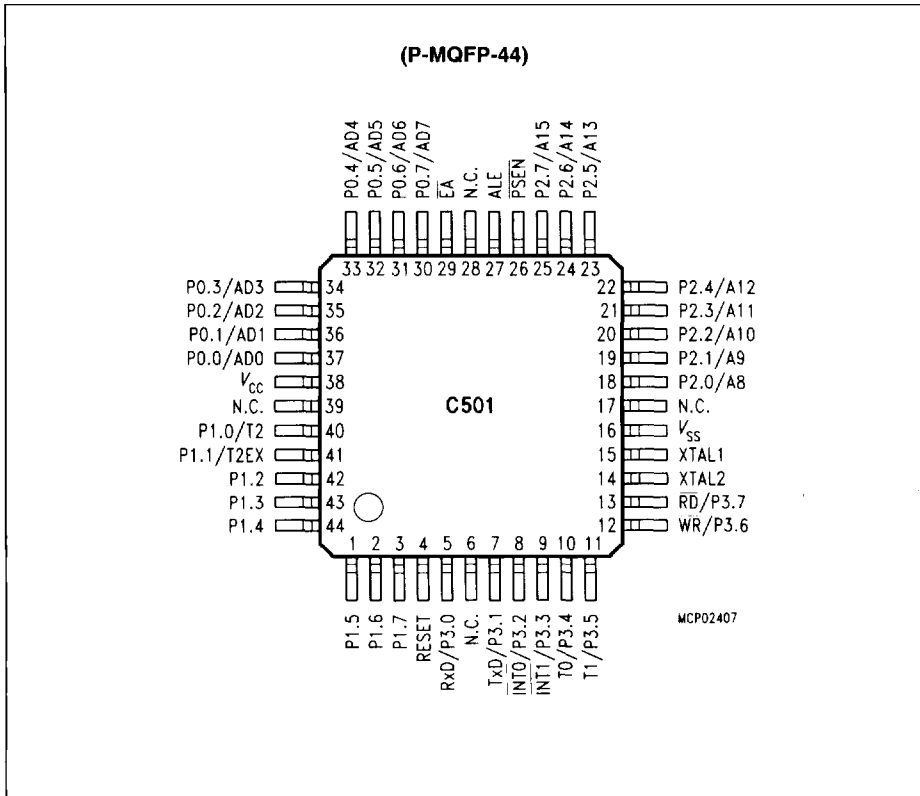 (P-MQFP-44)
P0.4/AD4
P0.5/AD5
P0.6/AD6
P0.7/AD7
E̅A̅
N.C.
ALE
P̅S̅E̅N̅
P2.7/A15
P2.6/A14
P2.5/A13
33 32 31 30 29 28 27 26 25 24 23
P0.3/AD3 34
P0.2/AD2 35
P0.1/AD1 36
P0.0/AD0 37
VCC 38
N.C. 39
P1.0/T2 40
P1.1/T2EX 41
P1.2 42
P1.3 43
P1.4 44
C501
22 P2.4/A12
21 P2.3/A11
20 P2.2/A10
19 P2.1/A9
18 P2.0/A8
17 N.C.
16 VSS
15 XTAL1
14 XTAL2
13 R̅D̅/P3.7
12 W̅R̅/P3.6
1 2 3 4 5 6 7 8 9 10 11
P1.5
P1.6
P1.7
RESET
RxD/P3.0
N.C.
TxD/P3.1
I̅N̅T̅0̅/P3.2
I̅N̅T̅1̅/P3.3
T0/P3.4
T1/P3.5
MCP02407